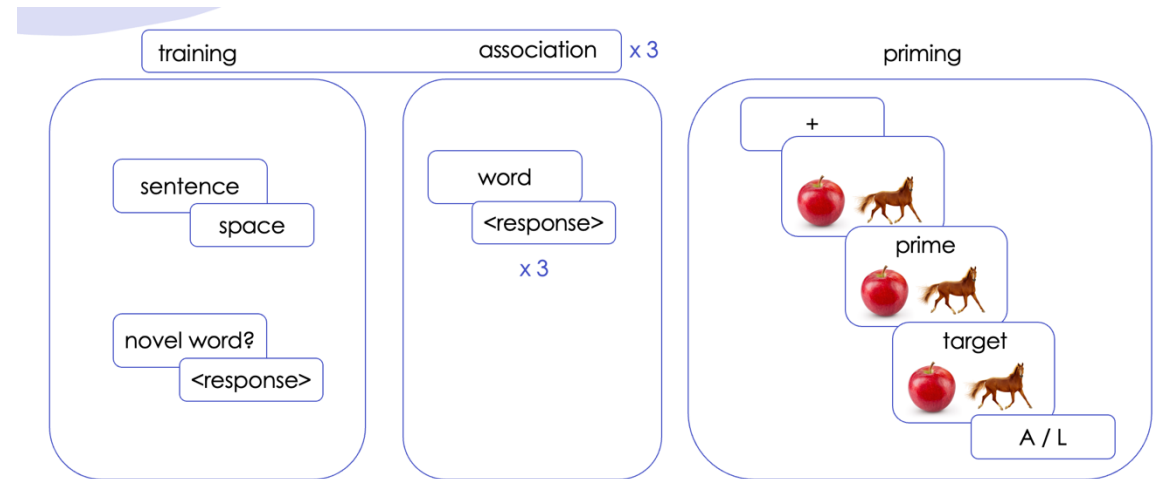 training association x 3
sentence
space
novel word?
<response>
word
<response>
x 3
priming
+
prime
target
A / L